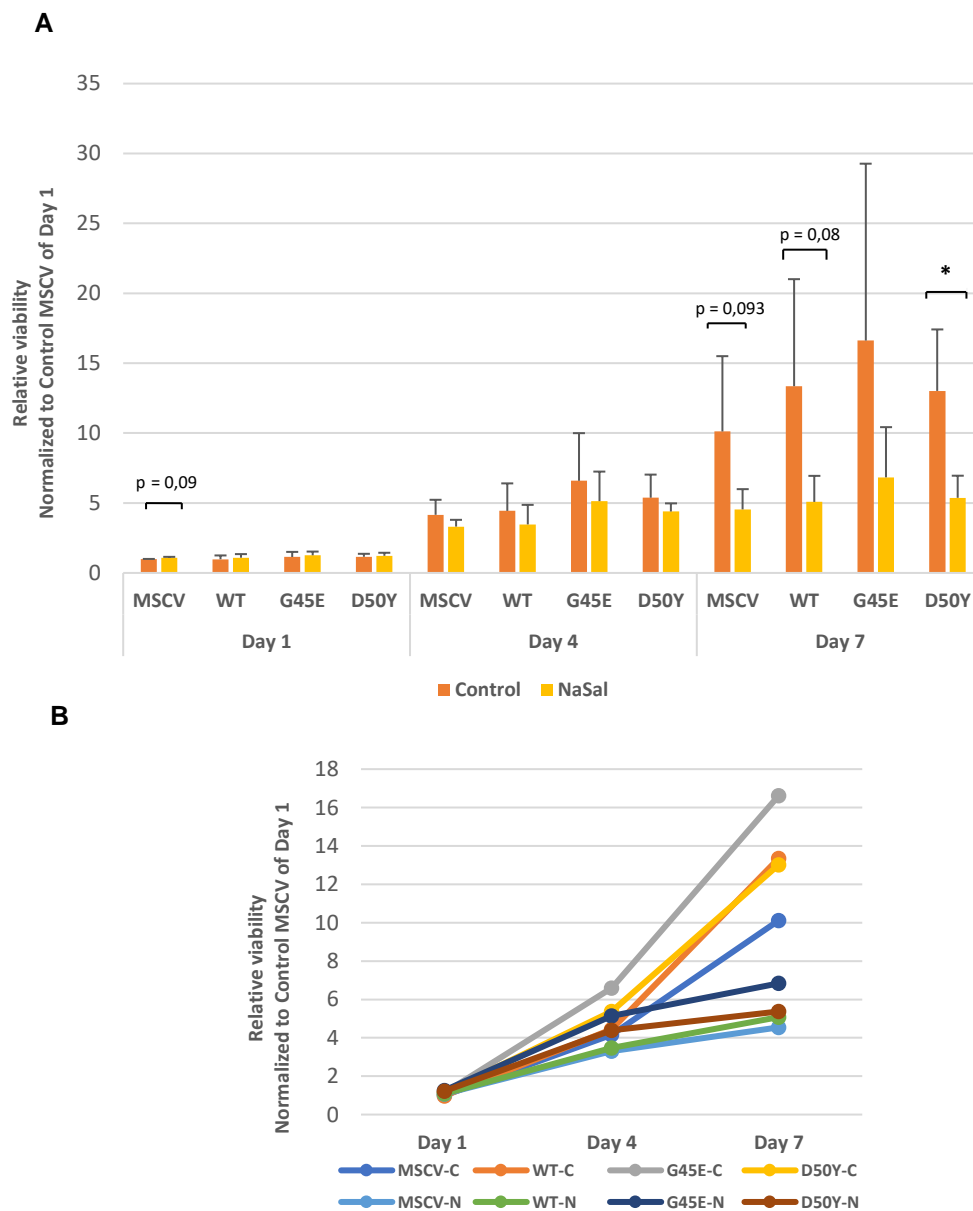 A
Relative viability
Normalized to Control MSCV of Day 1
35
30
25
20
15
10
5
0
p = 0,09
p = 0,093
p = 0,08
*
MSCV WT G45E D50Y MSCV WT G45E D50Y MSCV WT G45E D50Y
Day 1 Day 4 Day 7
Control NaSal
B
Relative viability
Normalized to Control MSCV of Day 1
18
16
14
12
10
8
6
4
2
0
Day 1 Day 4 Day 7
MSCV-C WT-C G45E-C D50Y-C
MSCV-N WT-N G45E-N D50Y-N